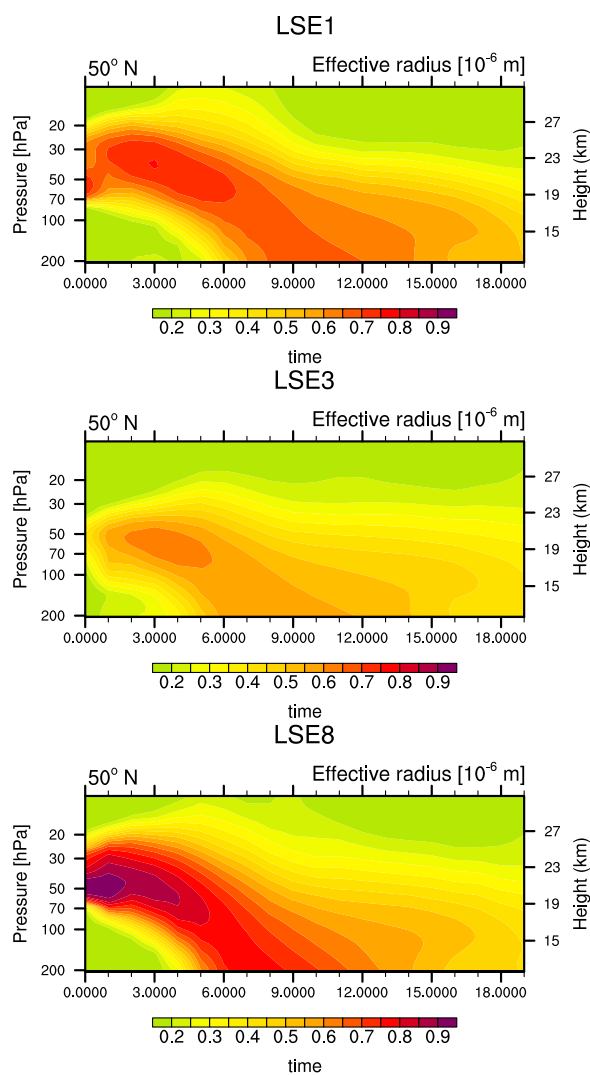 LSE1
50° N Effective radius [10⁻⁶ m]
Pressure [hPa]
20
30
50
70
100
200
27
23
19
15
Height (km)
0.0000 3.0000 6.0000 9.0000 12.0000 15.0000 18.0000
0.2 0.3 0.4 0.5 0.6 0.7 0.8 0.9
time
LSE3
50° N Effective radius [10⁻⁶ m]
Pressure [hPa]
20
30
50
70
100
200
27
23
19
15
Height (km)
0.0000 3.0000 6.0000 9.0000 12.0000 15.0000 18.0000
0.2 0.3 0.4 0.5 0.6 0.7 0.8 0.9
time
LSE8
50° N Effective radius [10⁻⁶ m]
Pressure [hPa]
20
30
50
70
100
200
27
23
19
15
Height (km)
0.0000 3.0000 6.0000 9.0000 12.0000 15.0000 18.0000
0.2 0.3 0.4 0.5 0.6 0.7 0.8 0.9
time